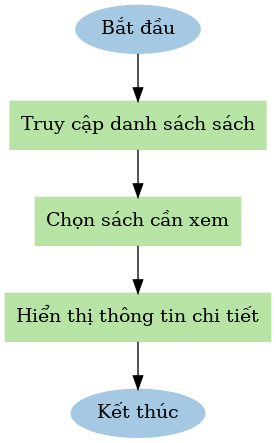 Bắt đầu
Truy cập danh sách sách
Chọn sách cần xem
Hiển thị thông tin chi tiết
Kết thúc